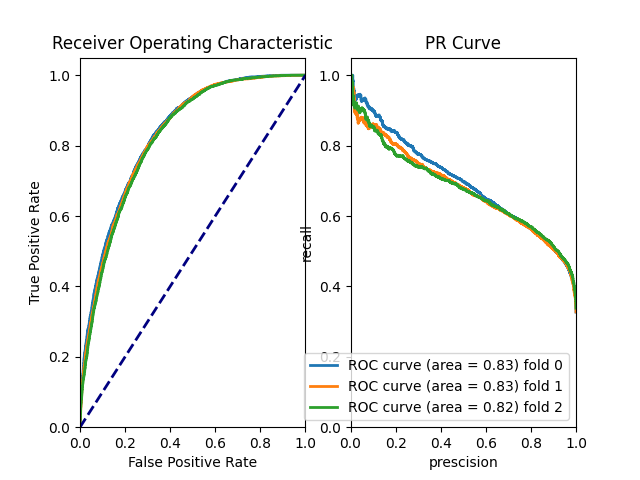 Receiver Operating Characteristic
PR Curve
1.0
0.8
0.6
0.4
0.2
0.0
True Positive Rate
0.0 0.2 0.4 0.6 0.8 1.0
False Positive Rate
1.0
0.8
0.6
0.4
0.2
0.0
recall
ROC curve (area = 0.83) fold 0
ROC curve (area = 0.83) fold 1
ROC curve (area = 0.82) fold 2
0.0 0.2 0.4 0.6 0.8 1.0
prescision